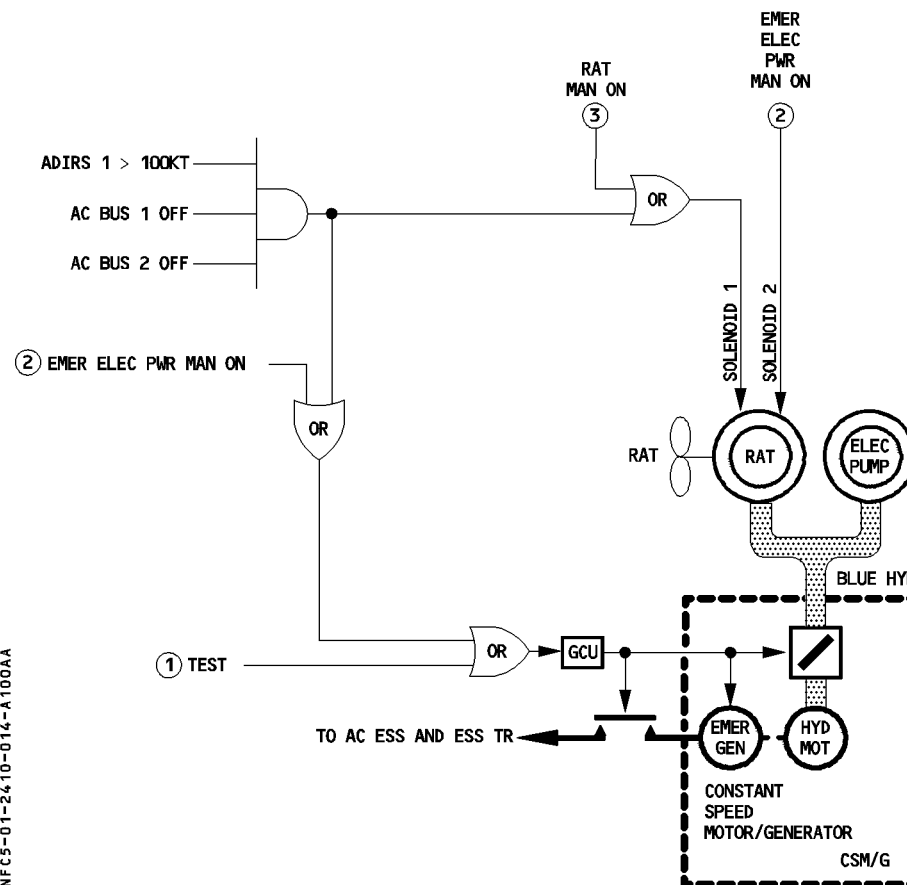 EMER
ELEC
PWR
MAN ON
2
RAT
MAN ON
3
ADIRS 1 > 100KT
AC BUS 1 OFF
AC BUS 2 OFF
OR
SOLENOID 1
SOLENOID 2
2 EMER ELEC PWR MAN ON
OR
RAT
RAT
ELEC
PUMP
BLUE HY
1 TEST
OR
GCU
TO AC ESS AND ESS TR
EMER
GEN
HYD
MOT
CONSTANT
SPEED
MOTOR/GENERATOR
CSM/G
NFC5-01-2410-014-A100AA